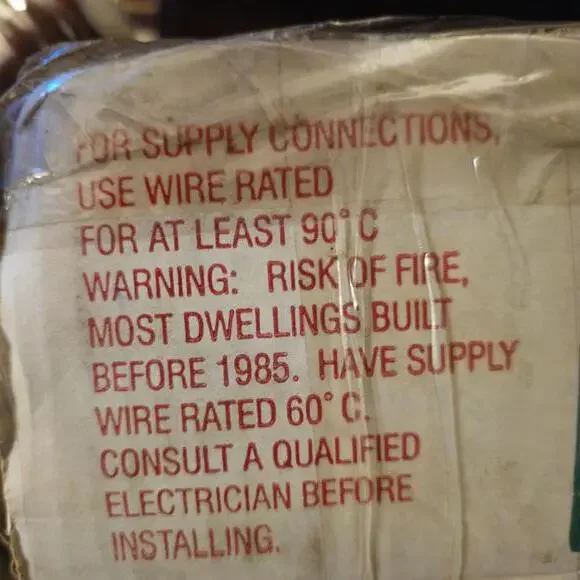 FOR SUPPLY CONNECTIONS,
USE WIRE RATED
FOR AT LEAST 90°C
WARNING: RISK OF FIRE,
MOST DWELLINGS BUILT
BEFORE 1985. HAVE SUPPLY
WIRE RATED 60°C.
CONSULT A QUALIFIED
ELECTRICIAN BEFORE
INSTALLING.